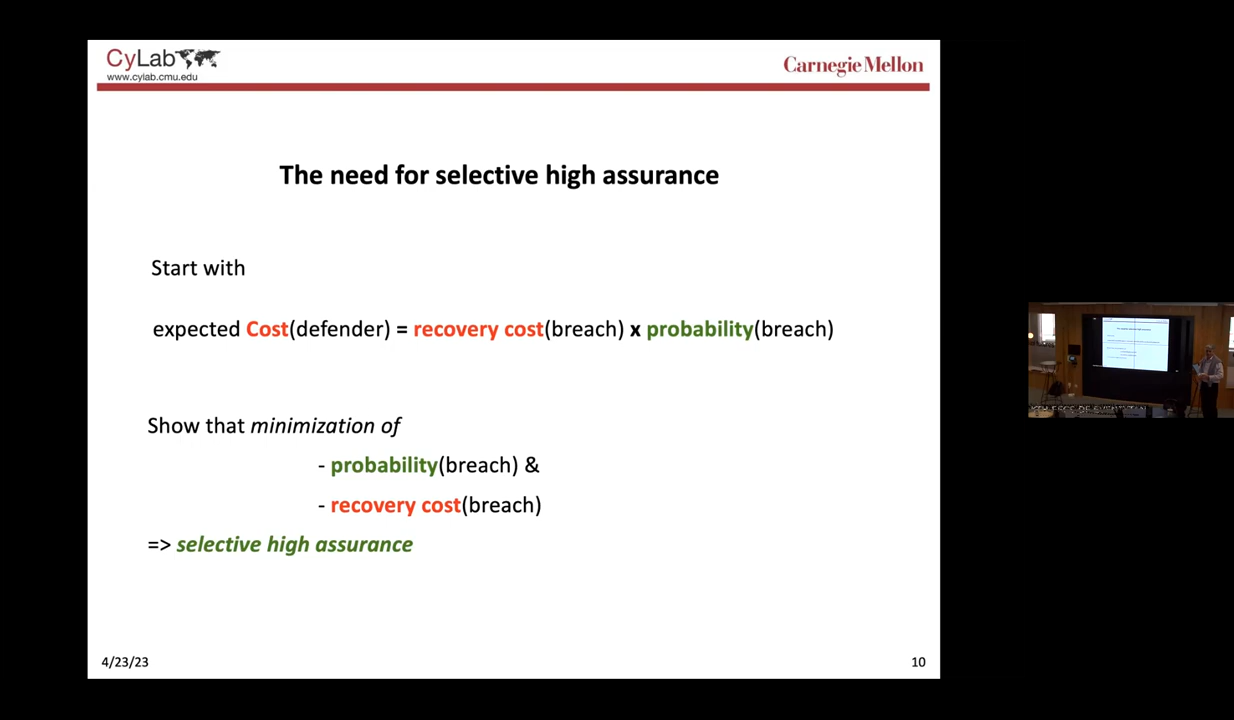 CyLab
www.cylab.cmu.edu
Carnegie Mellon
The need for selective high assurance
Start with
expected Cost(defender) = recovery cost(breach) x probability(breach)
Show that minimization of
- probability(breach) &
- recovery cost(breach)
=> selective high assurance
4/23/23
10